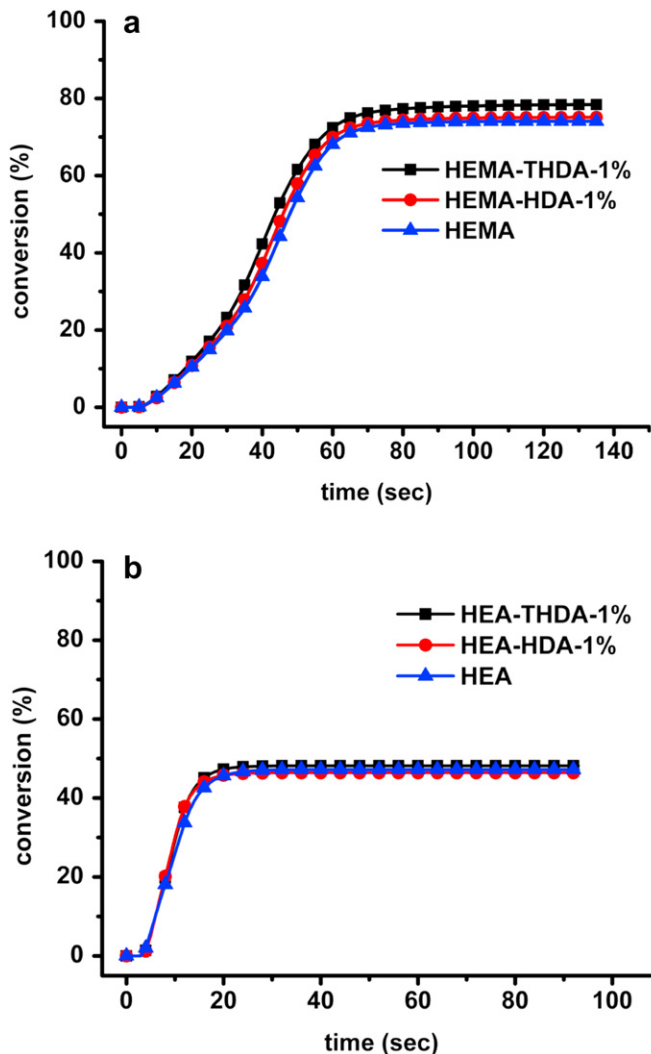 a
100
80
60
40
20
0
conversion (%)
HEMA-THDA-1%
HEMA-HDA-1%
HEMA
0 20 40 60 80 100 120 140
time (sec)
b
100
80
60
40
20
0
conversion (%)
HEA-THDA-1%
HEA-HDA-1%
HEA
0 20 40 60 80 100
time (sec)